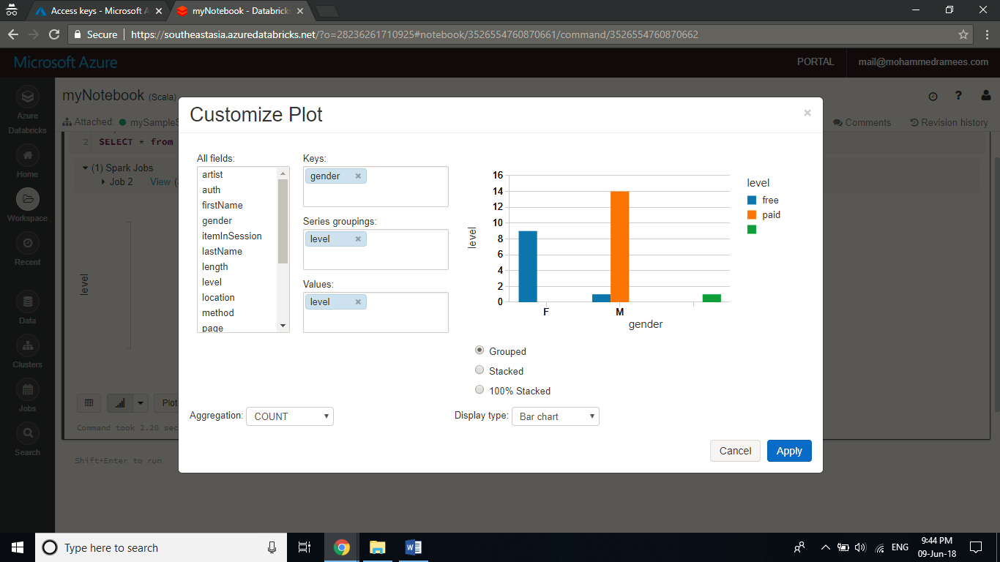 Access keys - Microsoft A
myNotebook - Databrick
Secure
https://southeastasia.azuredatabricks.net/?o=28236261710925#notebook/3526554760870661/command/3526554760870662
Microsoft Azure
PORTAL
mail@mohammedramees.com
Azure
Databricks
Home
Workspace
Recent
Data
Clusters
Jobs
Search
myNotebook (Scala)
Attached:
mySampleS
?
Comments
Revision history
2 SELECT * from
(1) Spark Jobs
Job 2 View (
level
Plot
Command took 2.20 sec
Shift+Enter to run
Customize Plot
×
All fields:
artist
auth
firstName
gender
itemInSession
lastName
length
level
location
method
page
Keys:
gender ×
Series groupings:
level ×
Values:
level ×
16
14
12
10
8
6
4
2
0
level
F
M
gender
level
free
paid
Grouped
Stacked
100% Stacked
Aggregation: COUNT
Display type: Bar chart
Cancel
Apply
Type here to search
ENG
9:44 PM
09-Jun-18